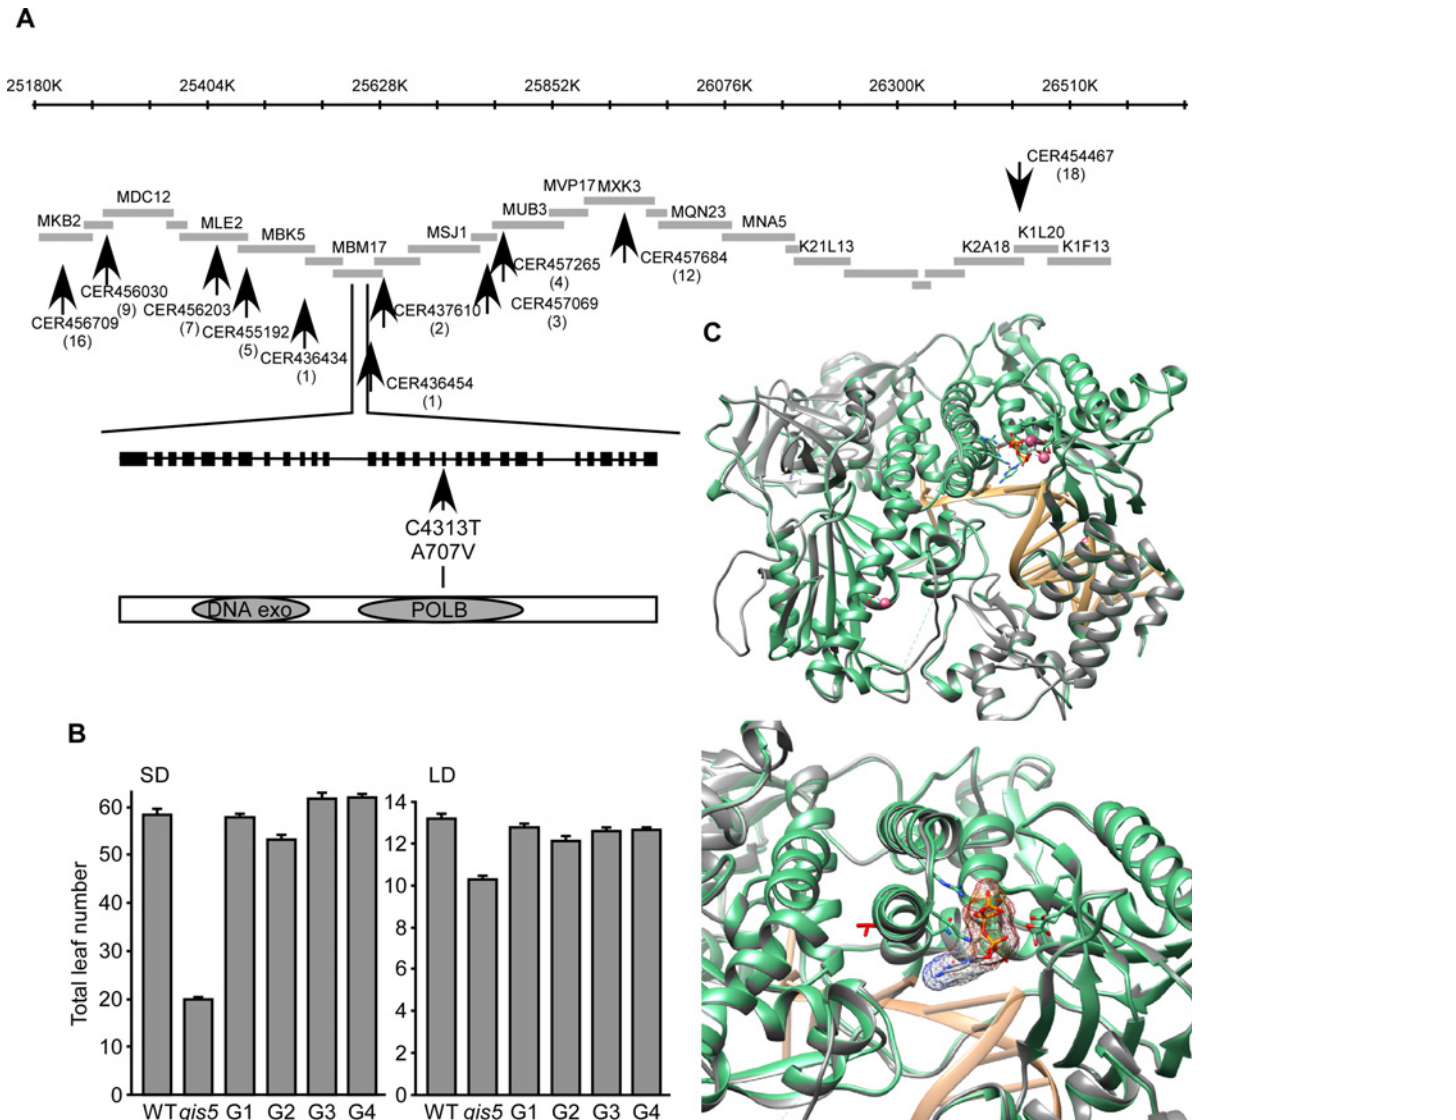 A
25180K 25404K 25628K 25852K 26076K 26300K 26510K
CER454467
(18)
MDC12 MVP17 MXK3
MKB2 MLE2 MBK5 MBM17 MSJ1 MUB3 MQN23 MNA5 K21L13 K2A18 K1L20 K1F13
CER456709
(16)
CER456030
(9)
CER456203
(7)
CER455192
(5)
CER436434
(1)
CER436454
(1)
CER437610
(2)
CER457265
(4)
CER457069
(3)
CER457684
(12)
C4313T
A707V
DNA exo POLB
B
SD
Total leaf number
60
50
40
30
20
10
0
WT gis5 G1 G2 G3 G4
LD
14
12
10
8
6
4
2
0
WT gis5 G1 G2 G3 G4
C